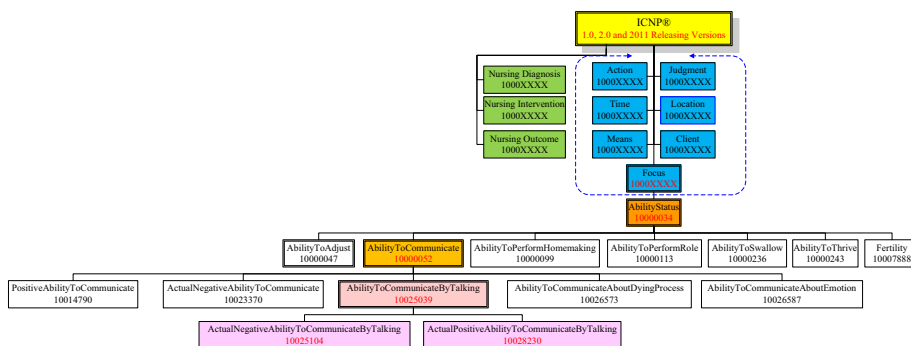 ICNP®
1.0, 2.0 and 2011 Releasing Versions
Nursing Diagnosis
1000XXXX
Nursing Intervention
1000XXXX
Nursing Outcome
1000XXXX
Action
1000XXXX
Judgment
1000XXXX
Time
1000XXXX
Location
1000XXXX
Means
1000XXXX
Client
1000XXXX
Focus
1000XXXX
AbilityStatus
10000034
AbilityToAdjust
10000047
AbilityToCommunicate
10000052
AbilityToPerformHomemaking
10000099
AbilityToPerformRole
10000113
AbilityToSwallow
10000236
AbilityToThrive
10000243
Fertility
10007888
PositiveAbilityToCommunicate
10014790
ActualNegativeAbilityToCommunicate
10023370
AbilityToCommunicateByTalking
10025039
AbilityToCommunicateAboutDyingProcess
10026573
AbilityToCommunicateAboutEmotion
10026587
ActualNegativeAbilityToCommunicateByTalking
10025104
ActualPositiveAbilityToCommunicateByTalking
10028230